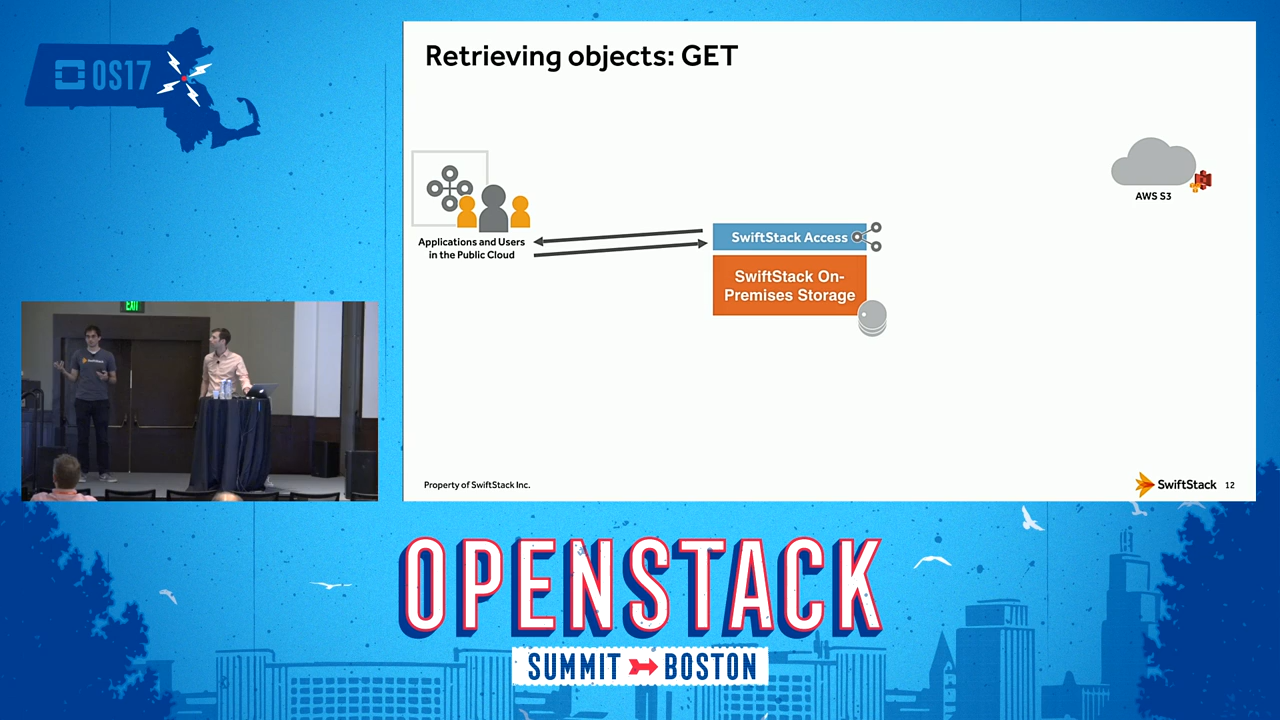 OS17
Retrieving objects: GET
AWS S3
Applications and Users
in the Public Cloud
SwiftStack Access
SwiftStack On-
Premises Storage
EXIT
SwiftStack
Property of SwiftStack Inc.
SwiftStack 12
OPENSTACK
SUMMIT BOSTON